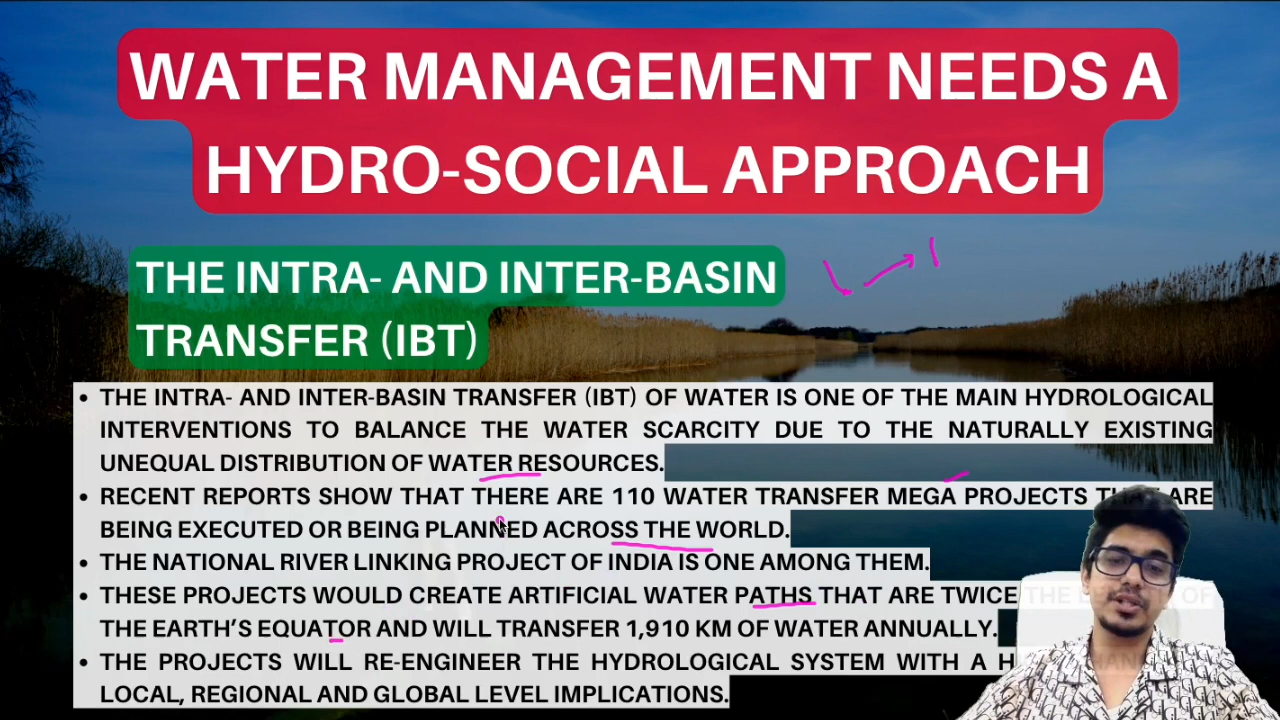 WATER MANAGEMENT NEEDS A
HYDRO-SOCIAL APPROACH
THE INTRA- AND INTER-BASIN
TRANSFER (IBT)
• THE INTRA- AND INTER-BASIN TRANSFER (IBT) OF WATER IS ONE OF THE MAIN HYDROLOGICAL
INTERVENTIONS TO BALANCE THE WATER SCARCITY DUE TO THE NATURALLY EXISTING
UNEQUAL DISTRIBUTION OF WATER RESOURCES.
• RECENT REPORTS SHOW THAT THERE ARE 110 WATER TRANSFER MEGA PROJECTS THAT ARE
BEING EXECUTED OR BEING PLANNED ACROSS THE WORLD.
• THE NATIONAL RIVER LINKING PROJECT OF INDIA IS ONE AMONG THEM.
• THESE PROJECTS WOULD CREATE ARTIFICIAL WATER PATHS THAT ARE TWICE THE OF
THE EARTH'S EQUATOR AND WILL TRANSFER 1,910 KM OF WATER ANNUALLY.
• THE PROJECTS WILL RE-ENGINEER THE HYDROLOGICAL SYSTEM WITH A
LOCAL, REGIONAL AND GLOBAL LEVEL IMPLICATIONS.